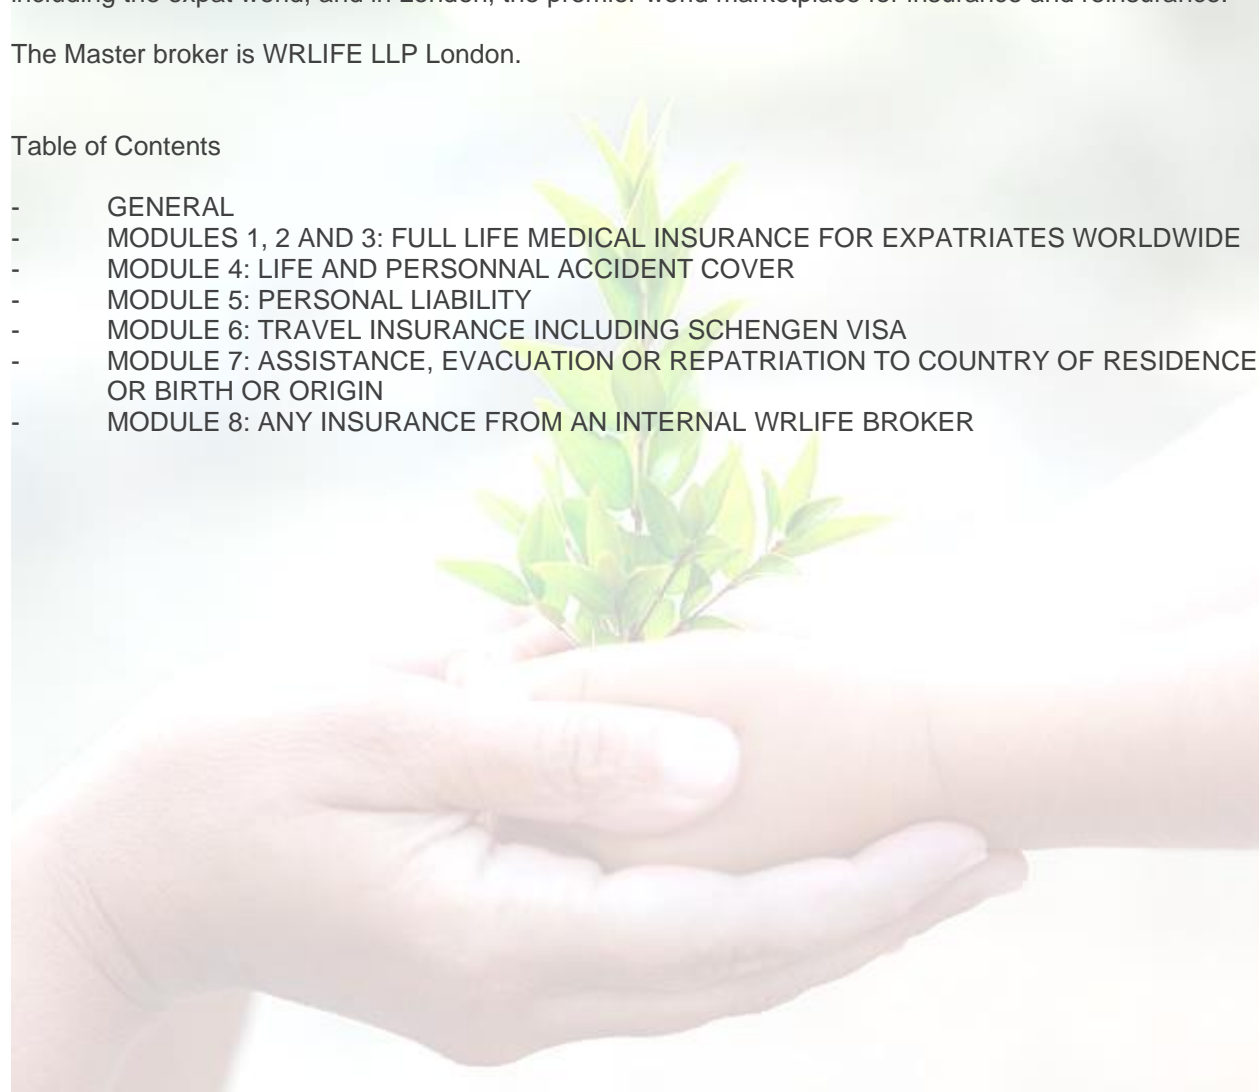 including the expat world, and in London, the premier world marketplace for insurance and reinsurance.
The Master broker is WRLIFE LLP London.
Table of Contents
- GENERAL
- MODULES 1, 2 AND 3: FULL LIFE MEDICAL INSURANCE FOR EXPATRIATES WORLDWIDE
- MODULE 4: LIFE AND PERSONNAL ACCIDENT COVER
- MODULE 5: PERSONAL LIABILITY
- MODULE 6: TRAVEL INSURANCE INCLUDING SCHENGEN VISA
- MODULE 7: ASSISTANCE, EVACUATION OR REPATRIATION TO COUNTRY OF RESIDENCE
OR BIRTH OR ORIGIN
- MODULE 8: ANY INSURANCE FROM AN INTERNAL WRLIFE BROKER